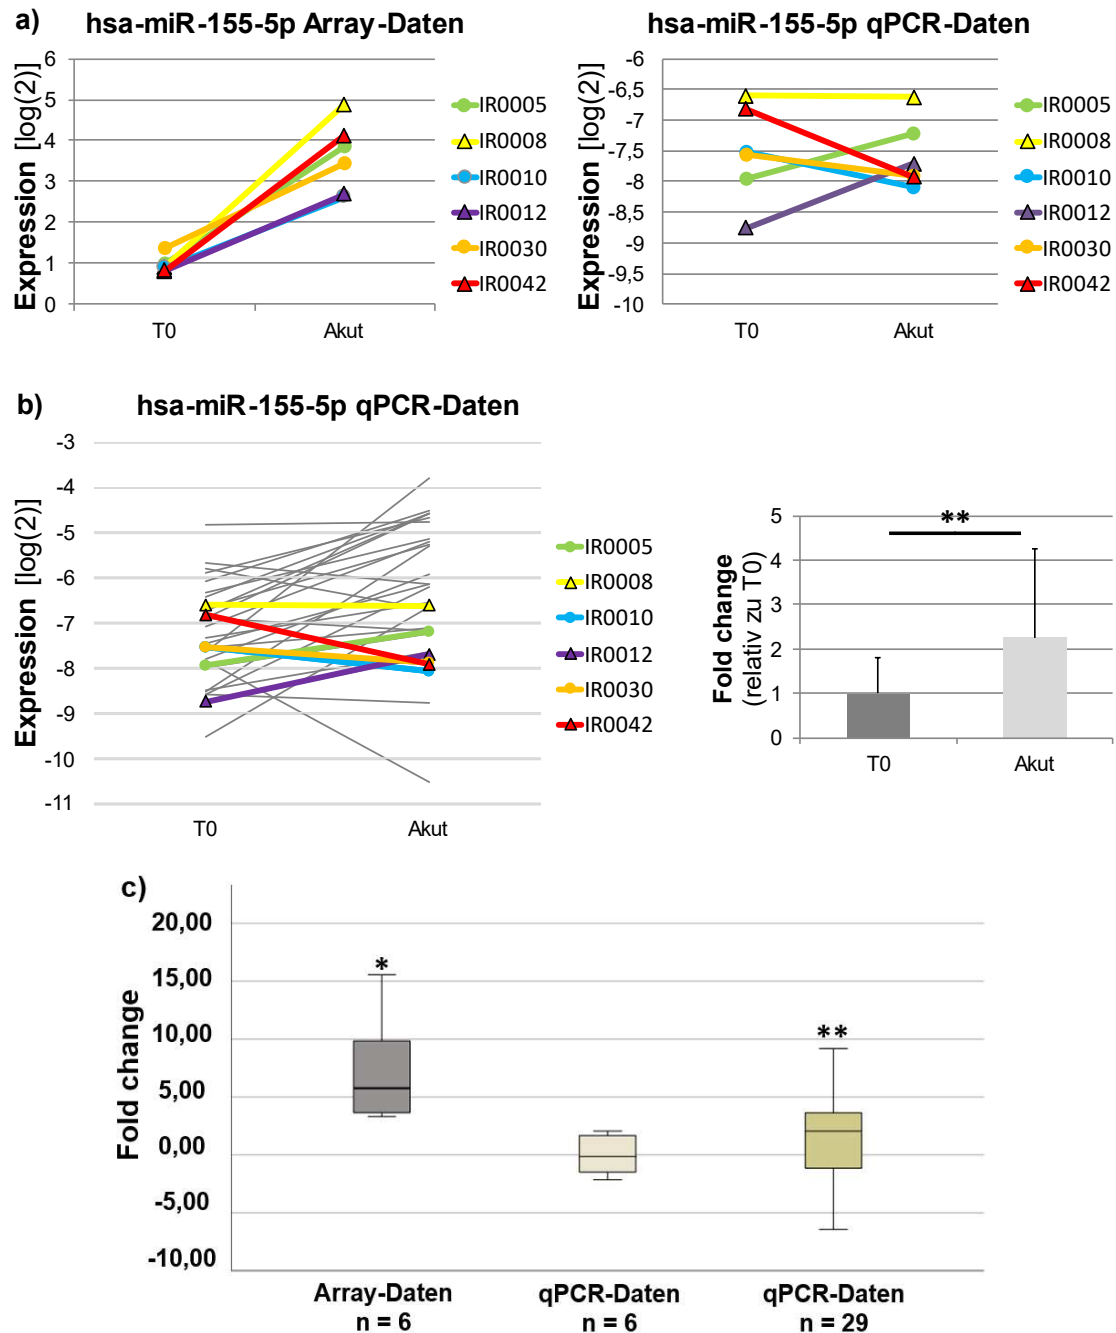 a)
hsa-miR-155-5p Array-Daten
Expression [log(2)]
6
5
4
3
2
1
0
T0
Akut
IR0005
IR0008
IR0010
IR0012
IR0030
IR0042
hsa-miR-155-5p qPCR-Daten
Expression [log(2)]
-6
-6,5
-7
-7,5
-8
-8,5
-9
-9,5
-10
T0
Akut
IR0005
IR0008
IR0010
IR0012
IR0030
IR0042
b)
hsa-miR-155-5p qPCR-Daten
Expression [log(2)]
-3
-4
-5
-6
-7
-8
-9
-10
-11
T0
Akut
IR0005
IR0008
IR0010
IR0012
IR0030
IR0042
Fold change
(relativ zu T0)
5
4
3
2
1
0
**
T0
Akut
c)
Fold change
20,00
15,00
10,00
5,00
0,00
-5,00
-10,00
*
**
Array-Daten
n = 6
qPCR-Daten
n = 6
qPCR-Daten
n = 29